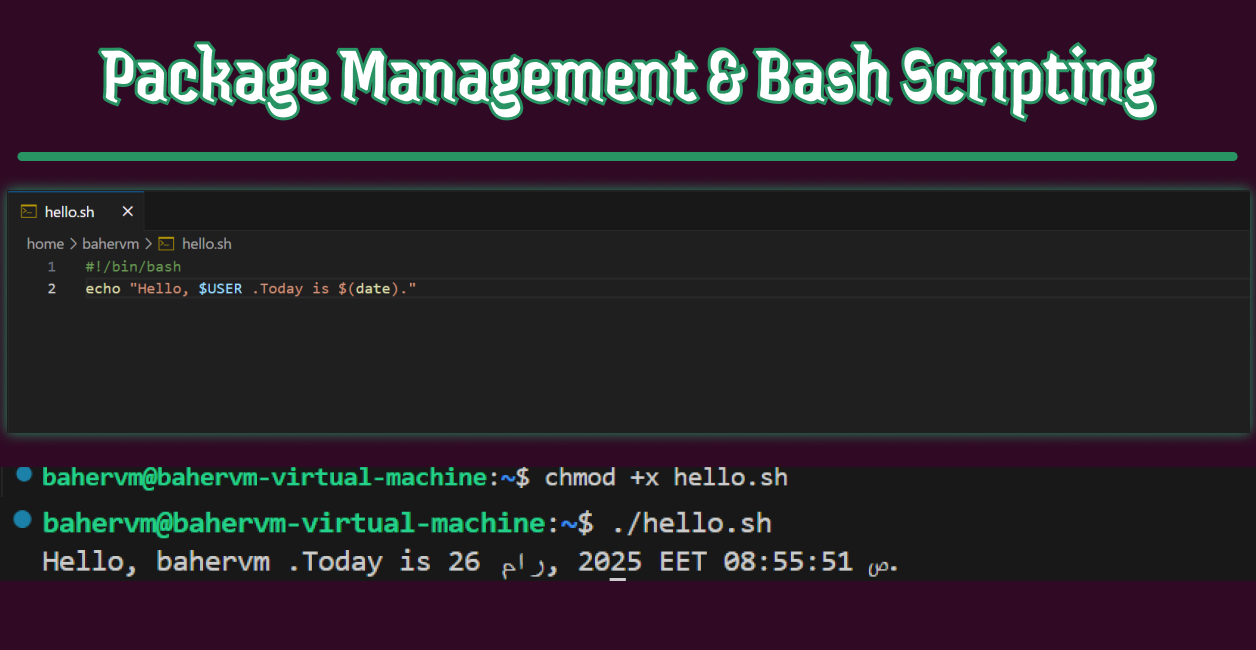 Package Management & Bash Scripting
hello.sh ×
home > bahervm > hello.sh
1 #!/bin/bash
2 echo "Hello, $USER .Today is $(date)."
bahervm@bahervm-virtual-machine:~$ chmod +x hello.sh
bahervm@bahervm-virtual-machine:~$ ./hello.sh
Hello, bahervm .Today is 26 رام, 2025 EET 08:55:51 ص.